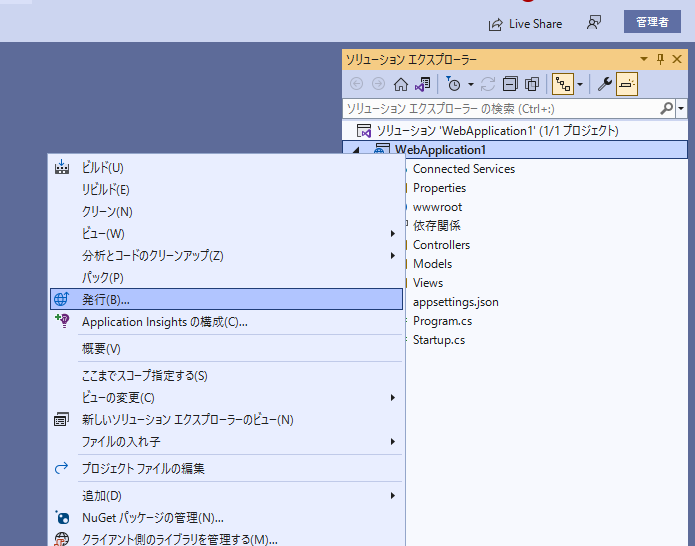 Live Share
管理者
ソリューション エクスプローラー
ソリューション エクスプローラー の検索 (Ctrl+:)
ソリューション 'WebApplication1' (1/1 プロジェクト)
WebApplication1
Connected Services
Properties
wwwroot
依存関係
Controllers
Models
Views
appsettings.json
Program.cs
Startup.cs
ビルド(U)
リビルド(E)
クリーン(N)
ビュー(W)
分析とコードのクリーンアップ(Z)
パック(P)
発行(B)...
Application Insights の構成(C)...
概要(V)
ここまでスコープ指定する(S)
ビューの変更(C)
新しいソリューション エクスプローラーのビュー(N)
ファイルの入れ子
プロジェクト ファイルの編集
追加(D)
NuGet パッケージの管理(N)...
クライアント側のライブラリを管理する(M)...